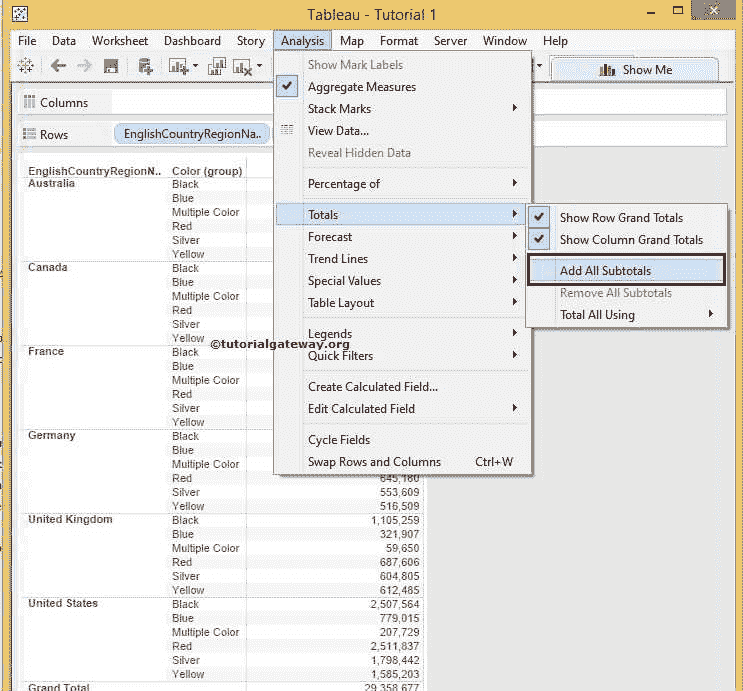 Tableau - Tutorial 1
File Data Worksheet Dashboard Story Analysis Map Format Server Window Help
Show Me
Columns
Rows EnglishCountryRegionNa..
Show Mark Labels
Aggregate Measures
Stack Marks
View Data...
Reveal Hidden Data
Percentage of
Totals
Forecast
Trend Lines
Special Values
Table Layout
Legends
Quick Filters
Create Calculated Field...
Edit Calculated Field
Cycle Fields
Swap Rows and Columns Ctrl+W
Show Row Grand Totals
Show Column Grand Totals
Add All Subtotals
Remove All Subtotals
Total All Using
©tutorialgateway.org
EnglishCountryRegionN.. Color (group)
Australia Black
Blue
Multiple Color
Red
Silver
Yellow
Canada Black
Blue
Multiple Color
Red
Silver
Yellow
France Black
Blue
Multiple Color
Red
Silver
Yellow
Germany Black
Blue
Multiple Color
Red 645,180
Silver 553,609
Yellow 516,509
United Kingdom Black 1,105,259
Blue 321,907
Multiple Color 59,650
Red 687,606
Silver 604,805
Yellow 612,485
United States Black 2,507,564
Blue 779,015
Multiple Color 207,729
Red 2,511,837
Silver 1,798,442
Yellow 1,585,203
Grand Total 29,358,677